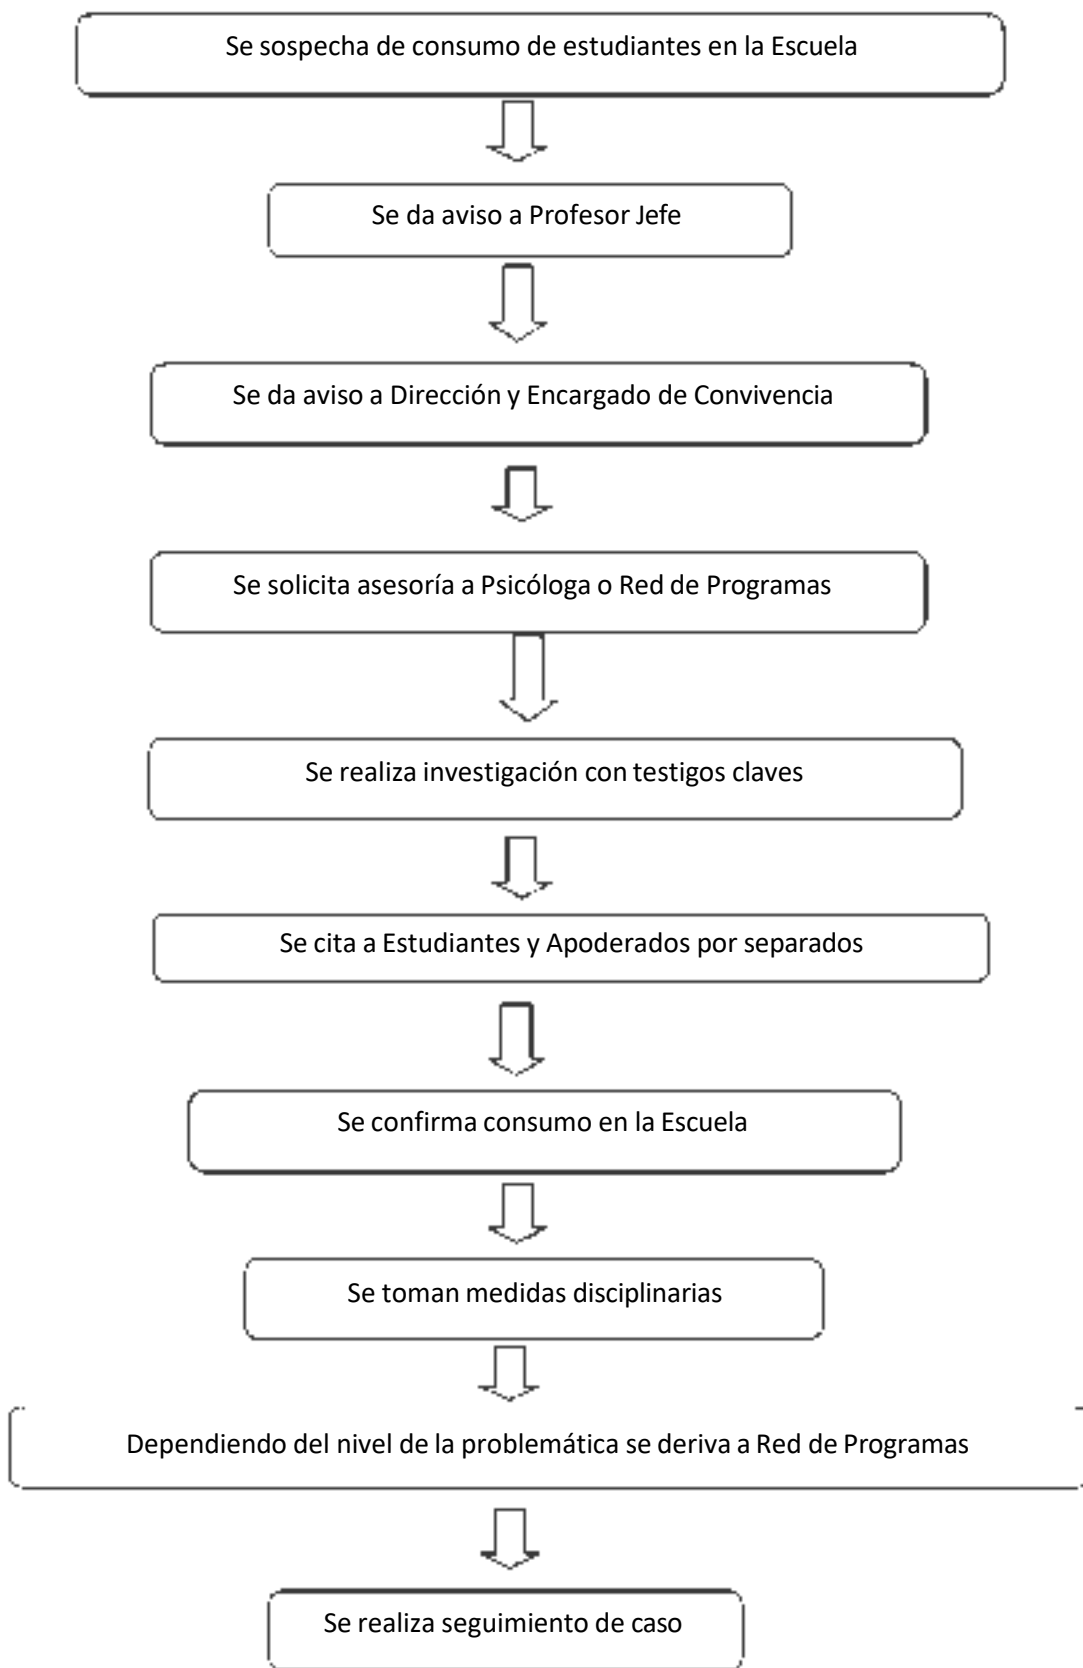 Se sospecha de consumo de estudiantes en la Escuela
Se da aviso a Profesor Jefe
Se da aviso a Dirección y Encargado de Convivencia
Se solicita asesoría a Psicóloga o Red de Programas
Se realiza investigación con testigos claves
Se cita a Estudiantes y Apoderados por separados
Se confirma consumo en la Escuela
Se toman medidas disciplinarias
Dependiendo del nivel de la problemática se deriva a Red de Programas
Se realiza seguimiento de caso